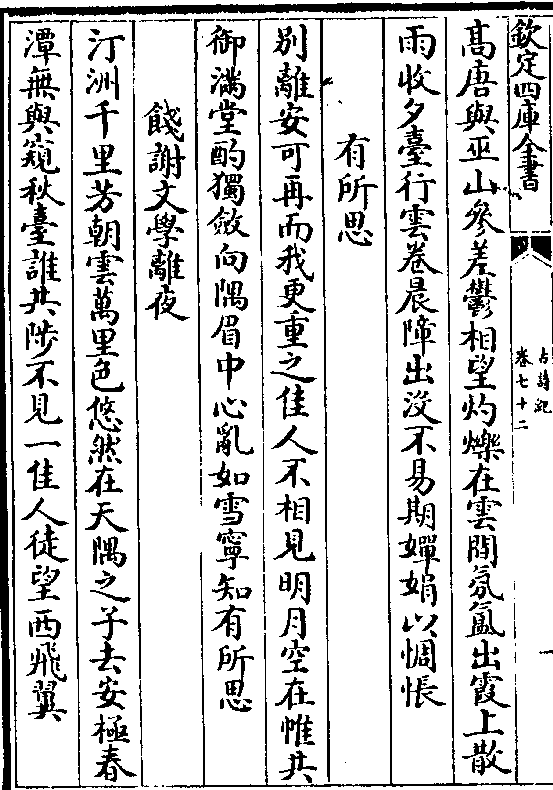 欽定四庫全書
古詩紀
卷七十二
髙唐與巫山參差鬱相望灼爍在雲間氛氲出霞上散
雨收夕臺行雲卷晨障出没不易期嬋娟以惆悵
有所思
别離安可再而我更重之佳人不相見明月空在帷共
御滿堂酌獨斂向隅眉中心亂如雪寧知有所思
餞謝文學離夜
汀洲千里芳朝雲萬里色悠然在天隅之子去安極春
潭無與窺秋臺誰共陟不見一佳人徒望西飛翼